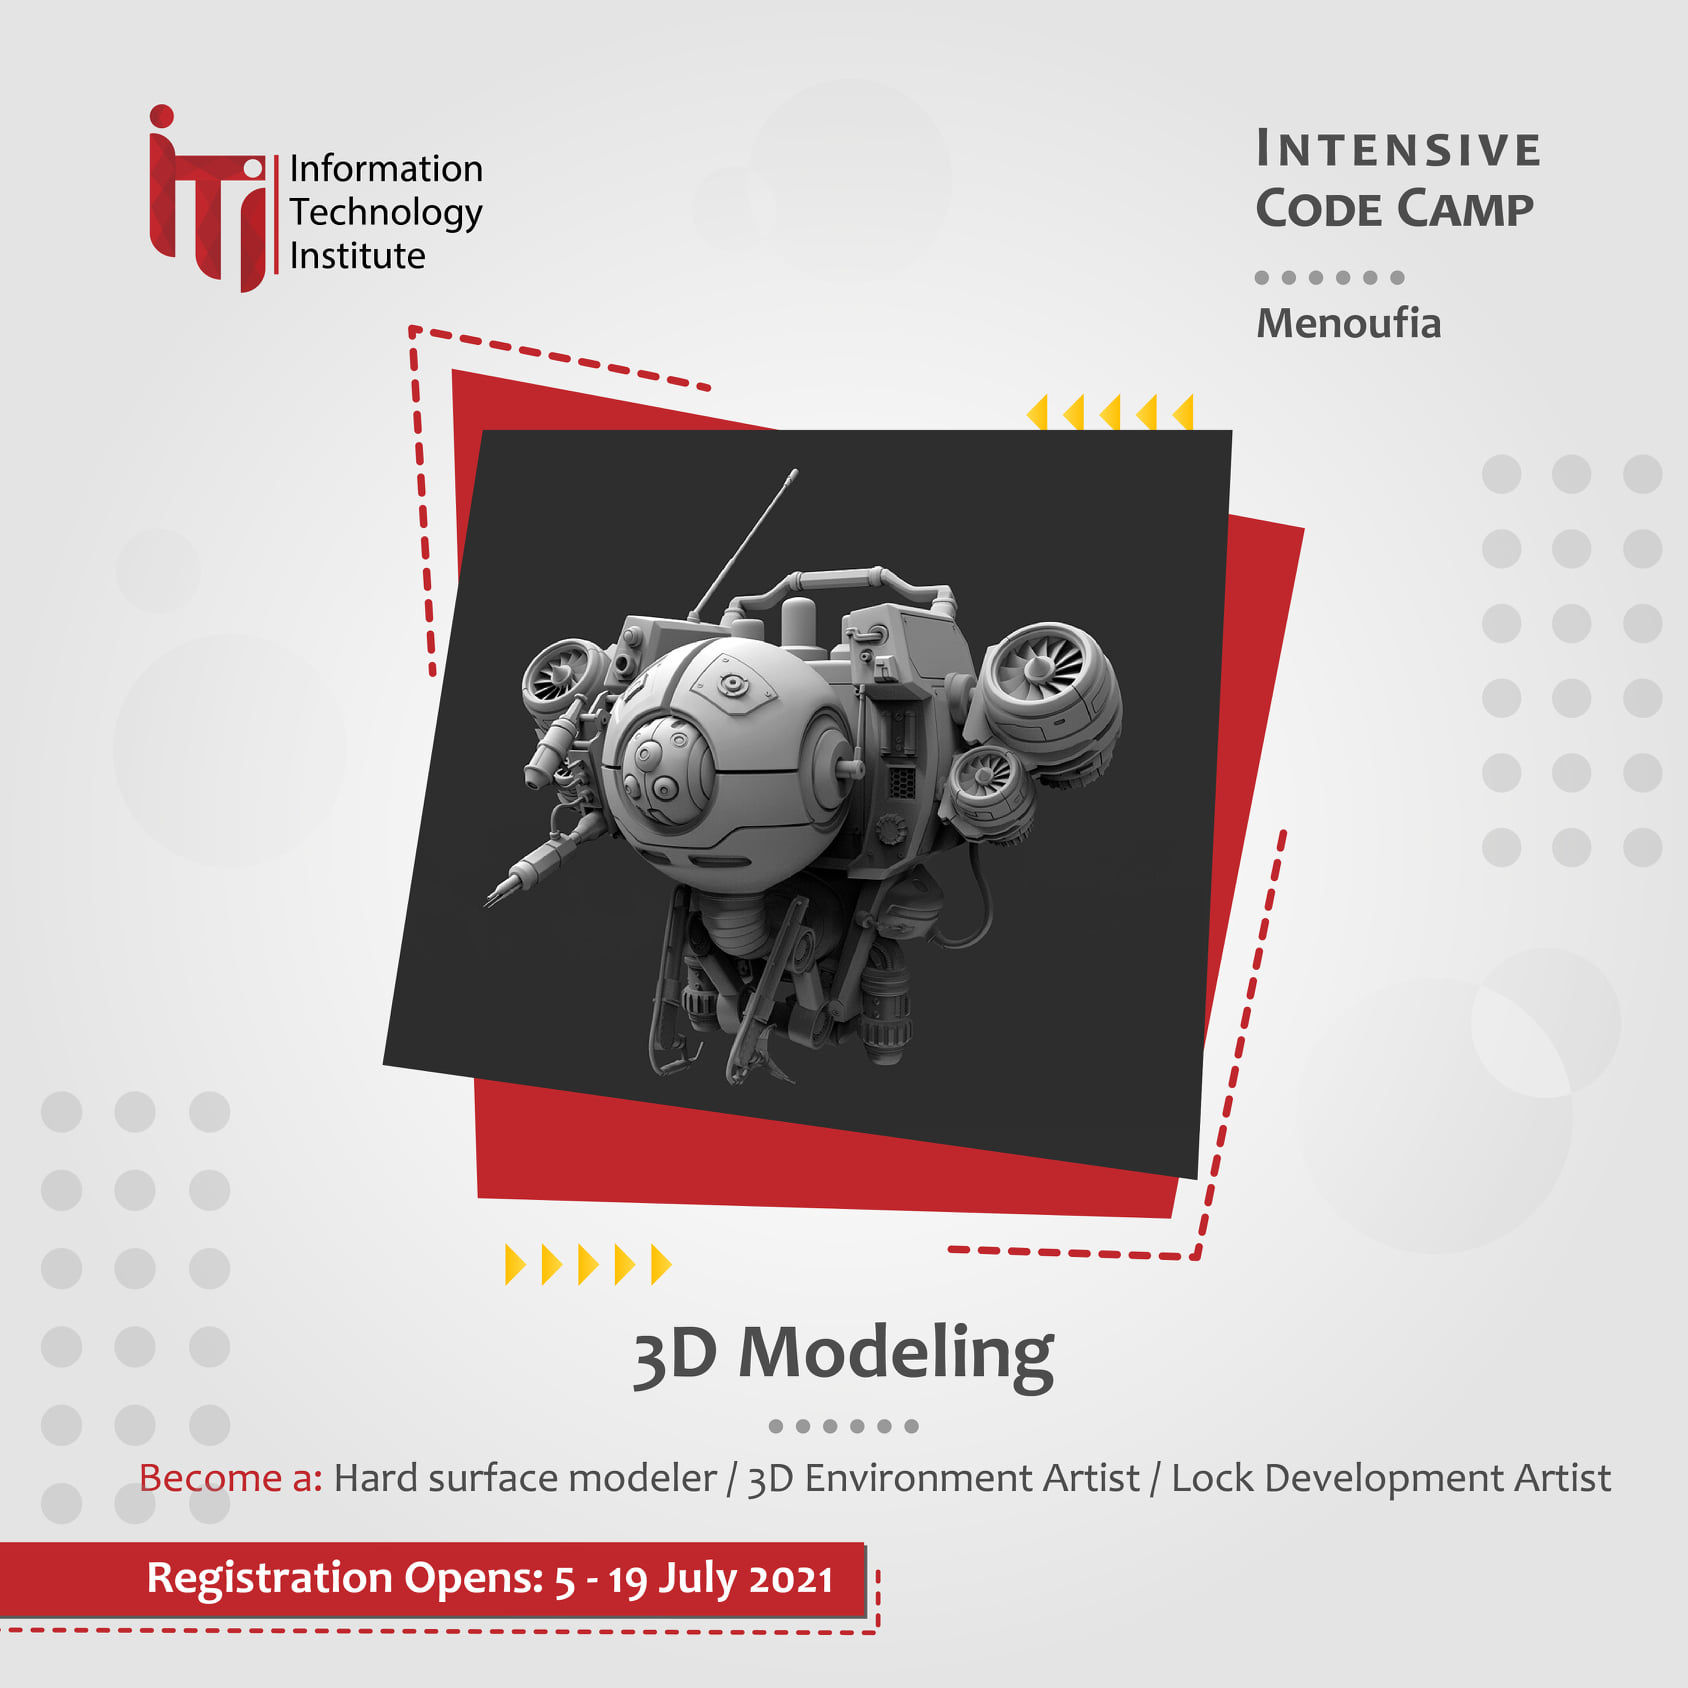 iTi
Information
Technology
Institute
INTENSIVE
CODE CAMP
Menoufia
3D Modeling
Become a: Hard surface modeler / 3D Environment Artist / Lock Development Artist
Registration Opens: 5 - 19 July 2021